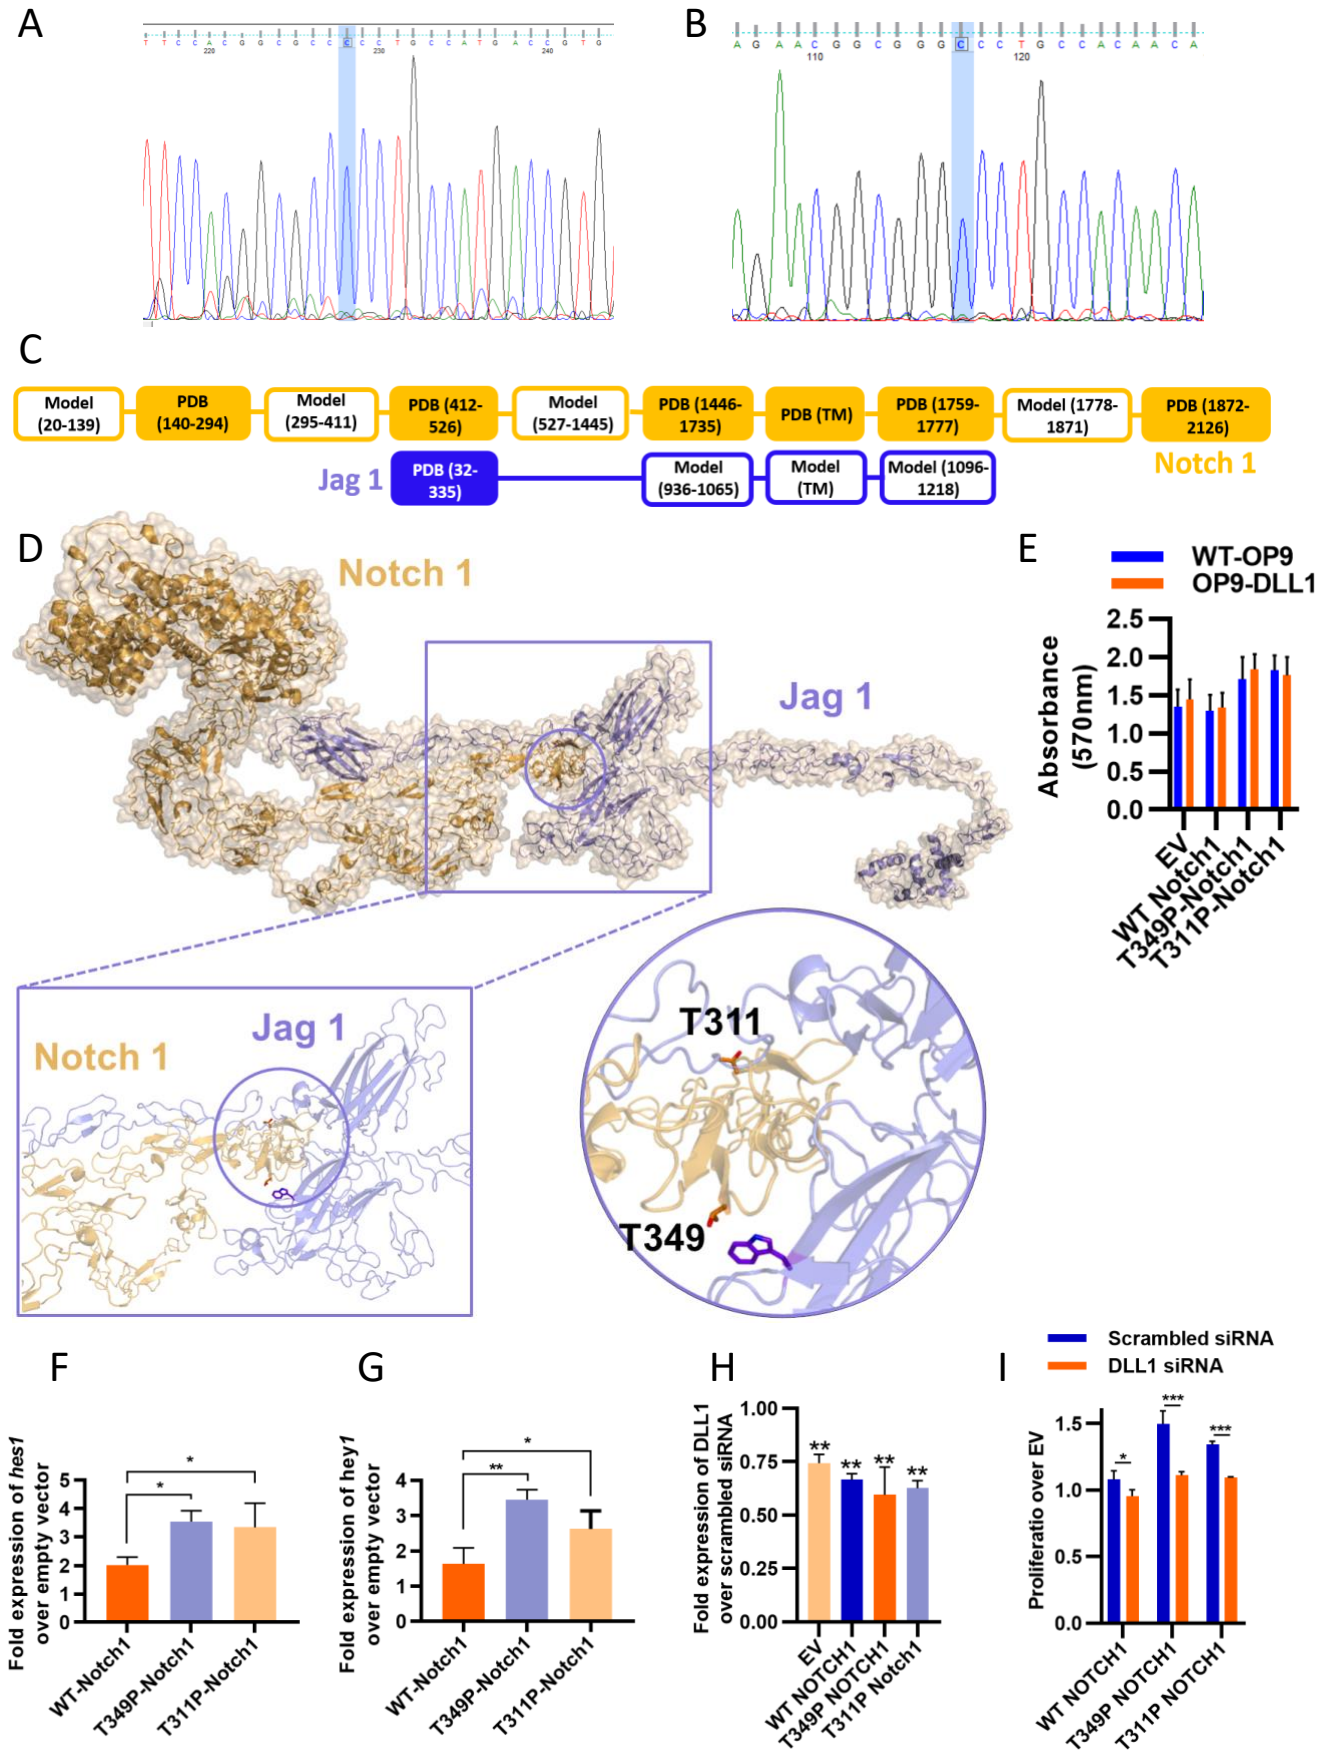 A
T T C C A C G G C G C C C C C T G C C A T G A C C G T G
220 230 240
B
A G A A C G G C G G G C C C T G C C A C A A C A
110 120
C
Model (20-139)
PDB (140-294)
Model (295-411)
PDB (412-526)
Model (527-1445)
PDB (1446-1735)
PDB (TM)
PDB (1759-1777)
Model (1778-1871)
PDB (1872-2126)
Notch 1
Jag 1
PDB (32-335)
Model (936-1065)
Model (TM)
Model (1096-1218)
D
Notch 1
Jag 1
Notch 1
Jag 1
T311
T349
E
WT-OP9
OP9-DLL1
Absorbance (570nm)
2.5
2.0
1.5
1.0
0.5
0.0
EV
WT Notch1
T349P-Notch1
T311P-Notch1
F
Fold expression of hes1 over empty vector
5
4
3
2
1
0
*
*
WT-Notch1
T349P-Notch1
T311P-Notch1
G
Fold expression of hey1 over empty vector
4
3
2
1
0
*
**
WT-Notch1
T349P-Notch1
T311P-Notch1
H
Fold expression of DLL1 over scrambled siRNA
1.00
0.75
0.50
0.25
0.00
**
**
**
**
EV
WT NOTCH1
T349P NOTCH1
T311P Notch1
I
Scrambled siRNA
DLL1 siRNA
Proliferatio over EV
1.5
1.0
0.5
0.0
*
***
***
WT NOTCH1
T349P NOTCH1
T311P NOTCH1